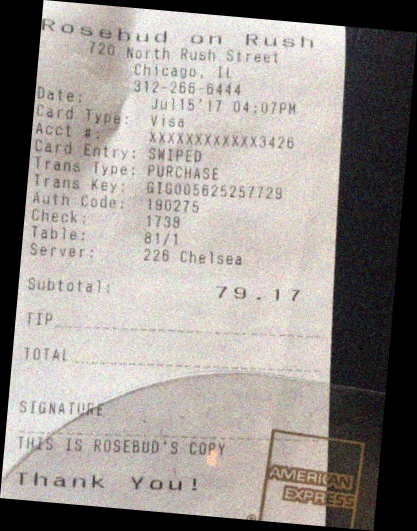 Rosebud on Rush
720 North Rush Street
Chicago, IL
312-266-6444
Date: Jul15'17 04:07PM
Card Type: Visa
Acct #: XXXXXXXXXXXX3426
Card Entry: SWIPED
Trans Type: PURCHASE
Trans Key: GIG005625257729
Auth Code: 190275
Check: 1738
Table: 81/1
Server: 226 Chelsea
Subtotal: 79.17
TIP
TOTAL
SIGNATURE
THIS IS ROSEBUD'S COPY
Thank You!
AMERICAN
EXPRESS